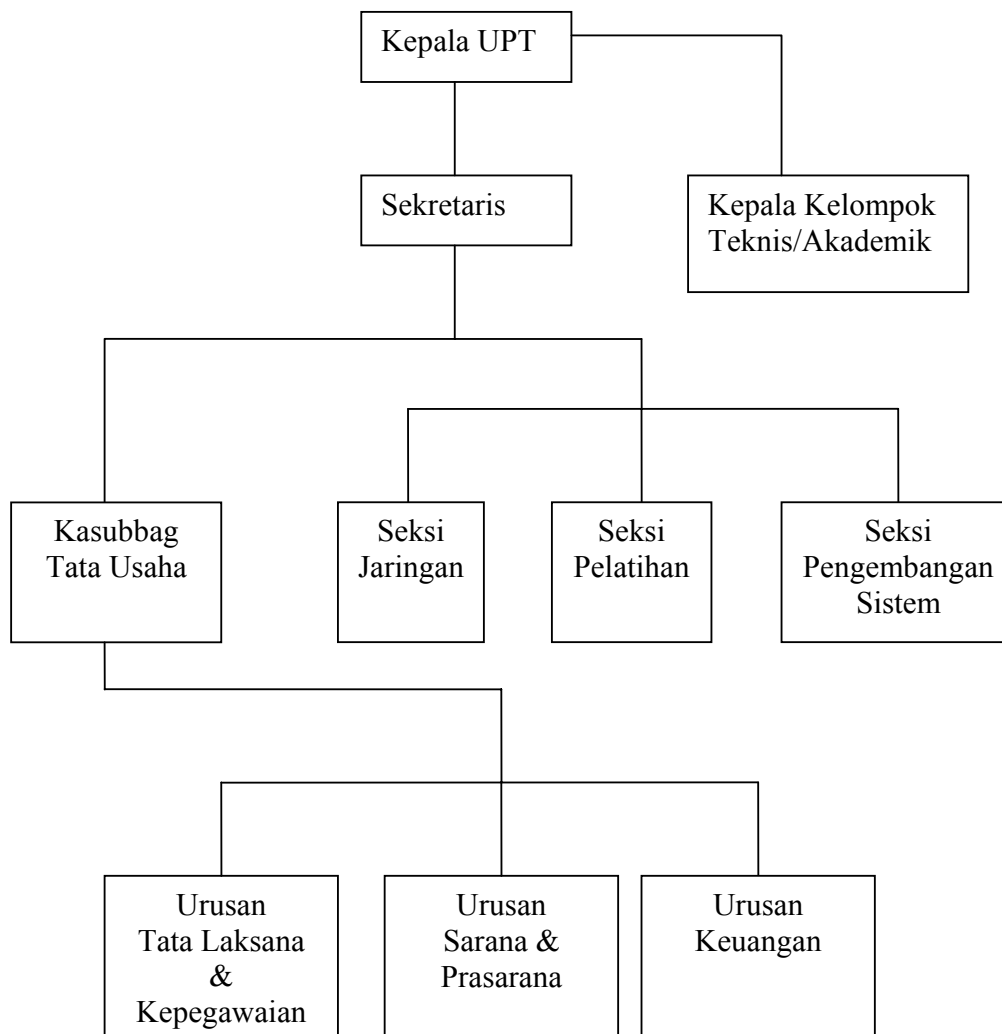 Kepala UPT
Sekretaris
Kepala Kelompok
Teknis/Akademik
Kasubbag
Tata Usaha
Seksi
Jaringan
Seksi
Pelatihan
Seksi
Pengembangan
Sistem
Urusan
Tata Laksana
&
Kepegawaian
Urusan
Sarana &
Prasarana
Urusan
Keuangan